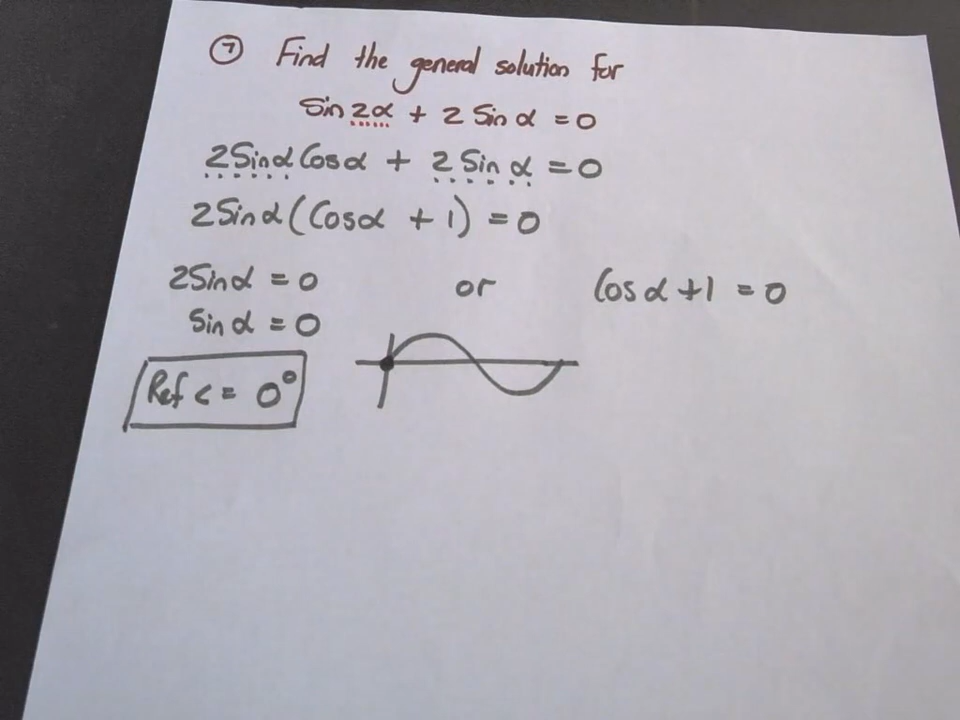 ⑦ Find the general solution for
Sin 2α + 2 Sin α = 0
2Sinα Cosα + 2 Sin α = 0
2Sinα(Cosα + 1) = 0
2Sinα = 0 or Cosα + 1 = 0
Sinα = 0
Ref < = 0°